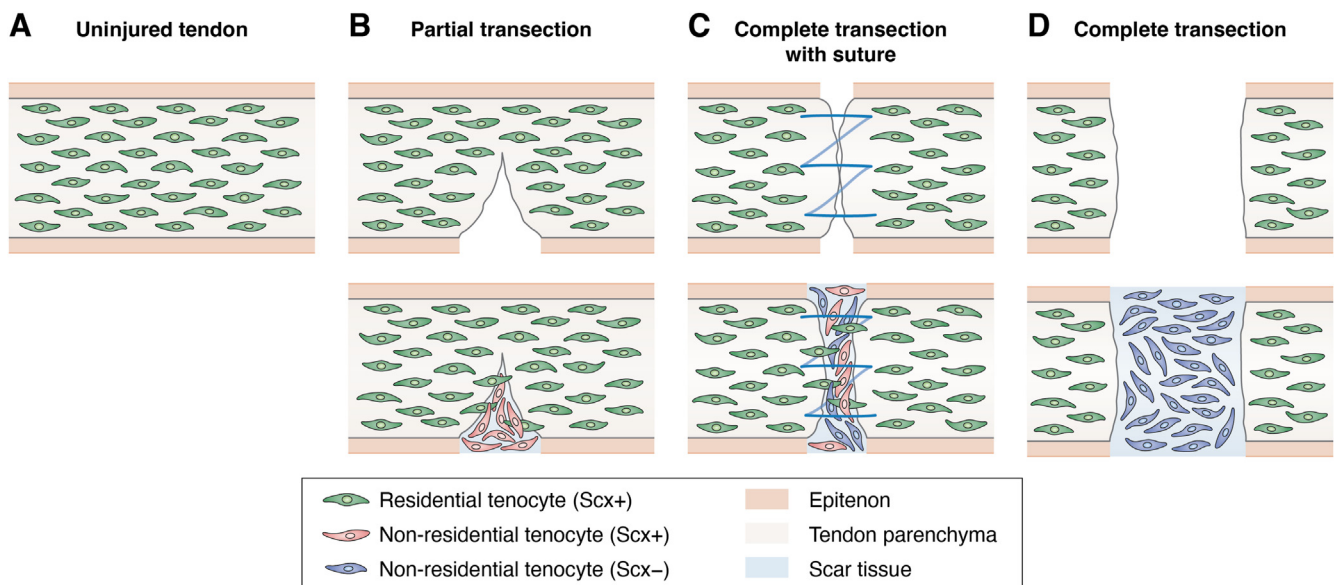 A Uninjured tendon
B Partial transection
C Complete transection
with suture
D Complete transection
Residential tenocyte (Scx+)
Non-residential tenocyte (Scx+)
Non-residential tenocyte (Scx−)
Epitenon
Tendon parenchyma
Scar tissue